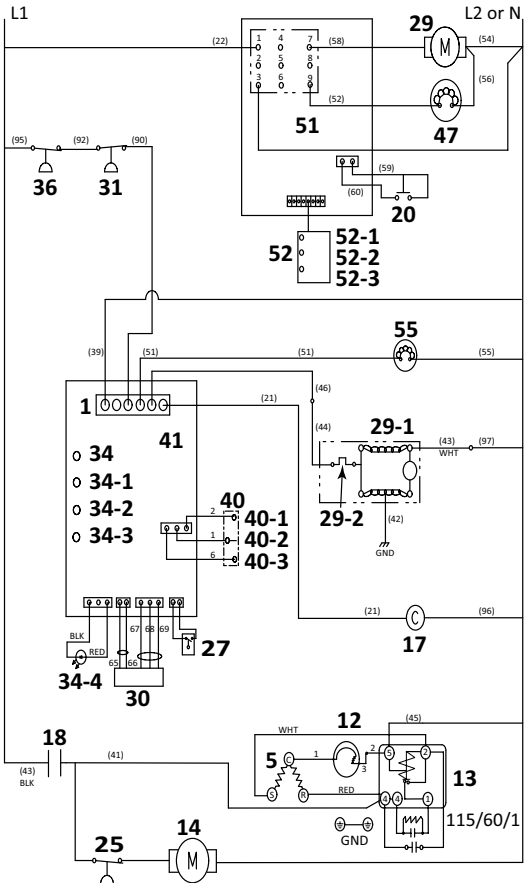 L1 L2 or N
29
(22) 1 4 7 (58) M (54)
2 5 8
3 6 9 (52) (56)
51 47
(95) (92) (90)
(59)
(60)
36 31 20
52 52-1
52-2
52-3
55
(39) (51) (51) (55)
(46)
1 (21)
41 29-1
(44) (43) (97)
WHT
34
34-1
34-2
34-3
40
2 40-1
1 40-2
6 40-3
29-2
(42)
GND
(21) C (96)
17
BLK 67 68 69
RED 65 66 27
34-4 30
18 (41) (45)
(43)
BLK
WHT 12
5 C 1 2 5 2
3 13
S R RED 4 4 1
GND 115/60/1
25 14
M